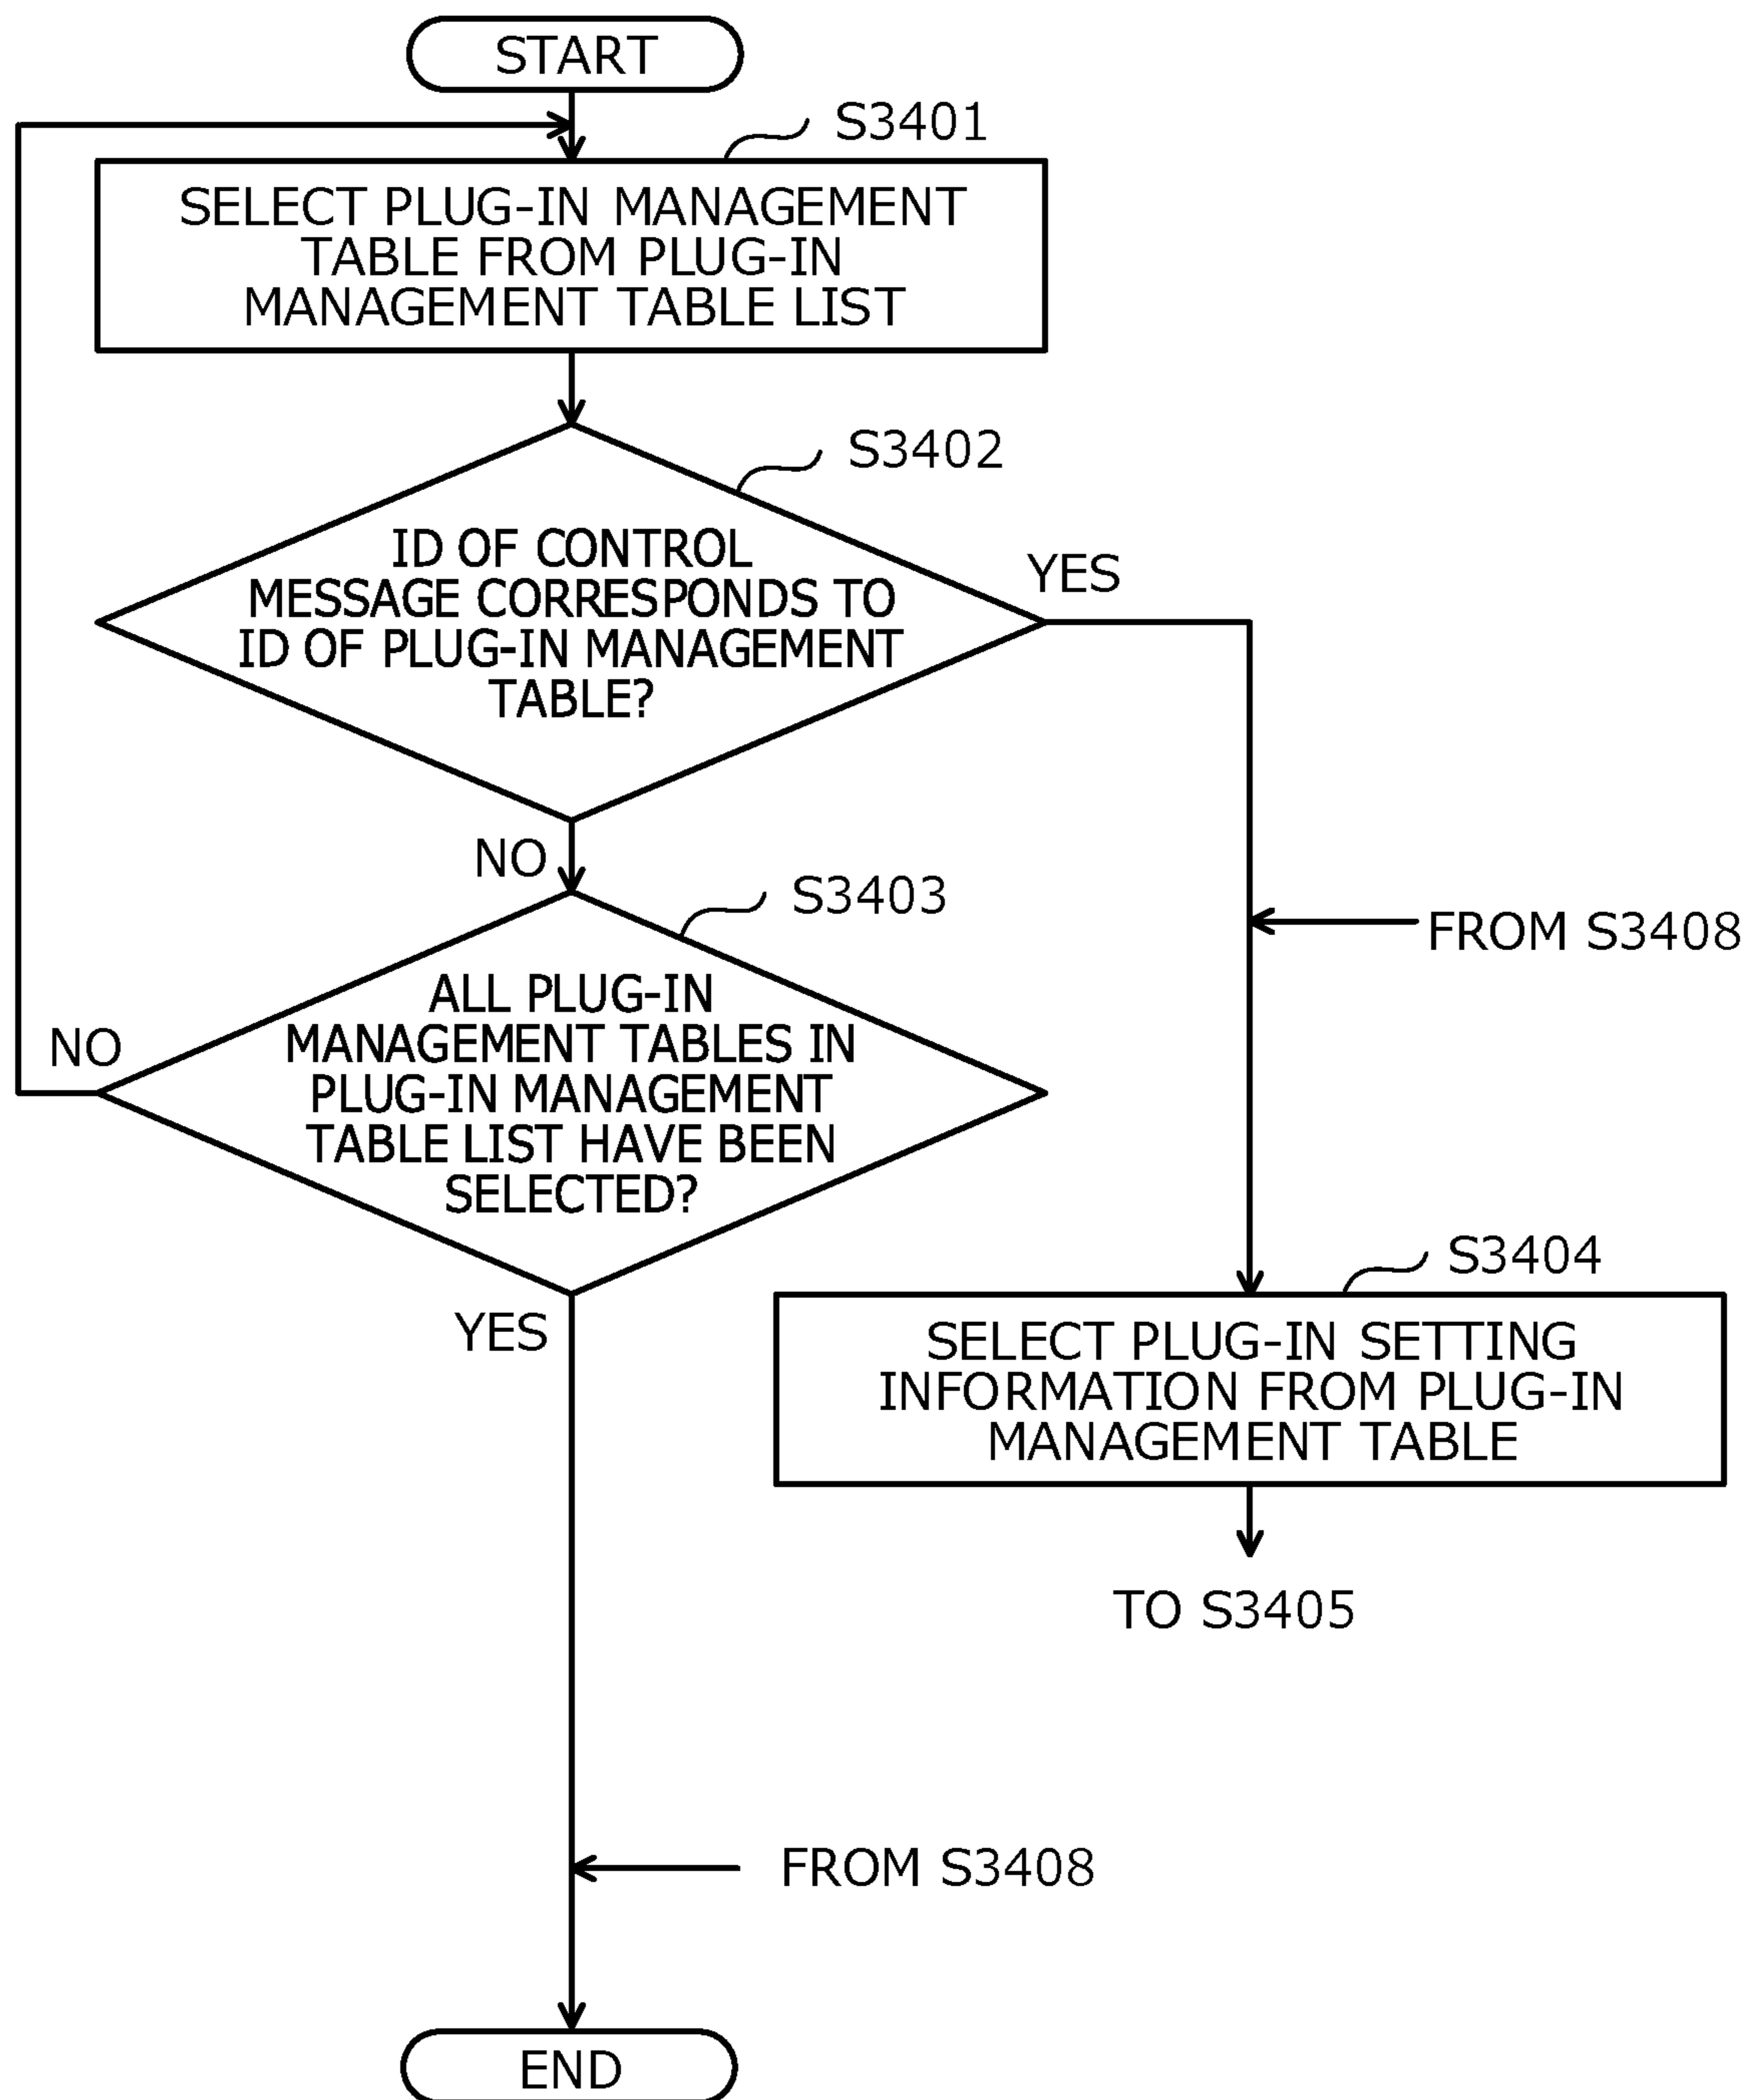 START
S3401
SELECT PLUG-IN MANAGEMENT
TABLE FROM PLUG-IN
MANAGEMENT TABLE LIST
S3402
ID OF CONTROL
MESSAGE CORRESPONDS TO
ID OF PLUG-IN MANAGEMENT
TABLE?
YES
NO
S3403
FROM S3408
ALL PLUG-IN
MANAGEMENT TABLES IN
PLUG-IN MANAGEMENT
TABLE LIST HAVE BEEN
SELECTED?
NO
YES
S3404
SELECT PLUG-IN SETTING
INFORMATION FROM PLUG-IN
MANAGEMENT TABLE
TO S3405
FROM S3408
END